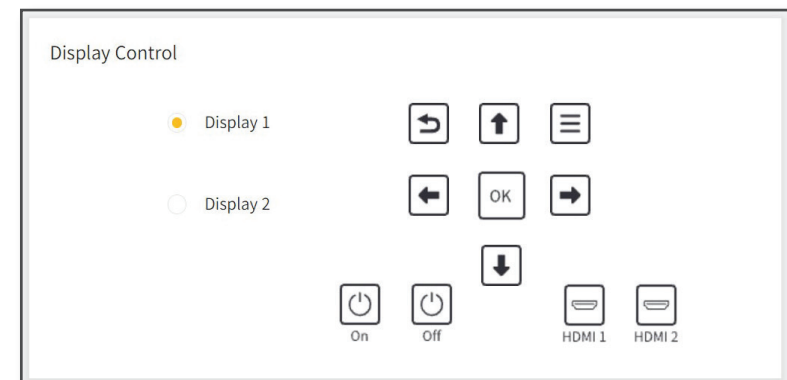 Display Control
Display 1
Display 2
OK
On
Off
HDMI 1
HDMI 2